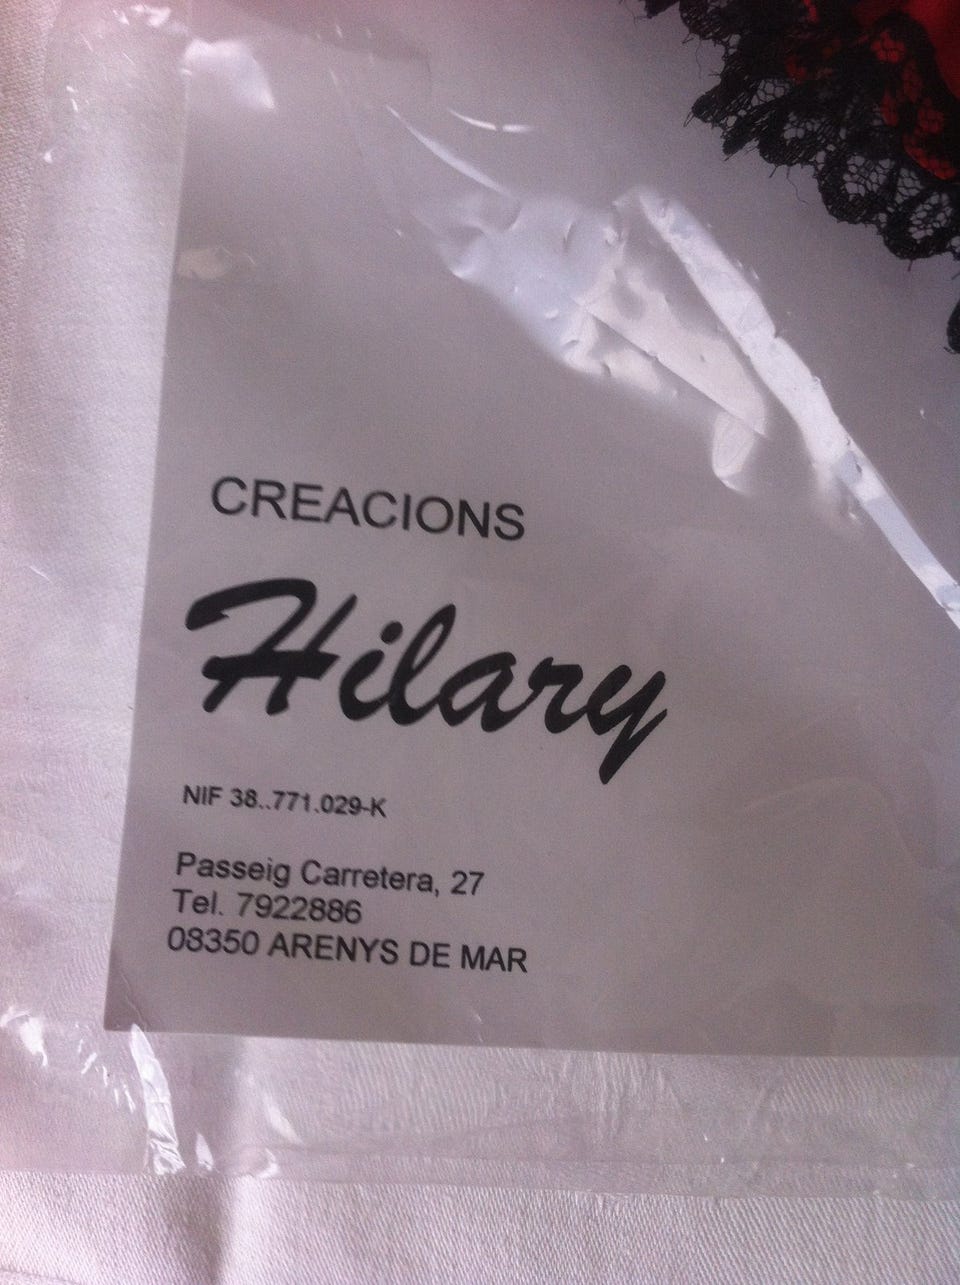 CREACIONS
Hilary
NIF 38..771.029-K
Passeig Carretera, 27
Tel. 7922886
08350 ARENYS DE MAR